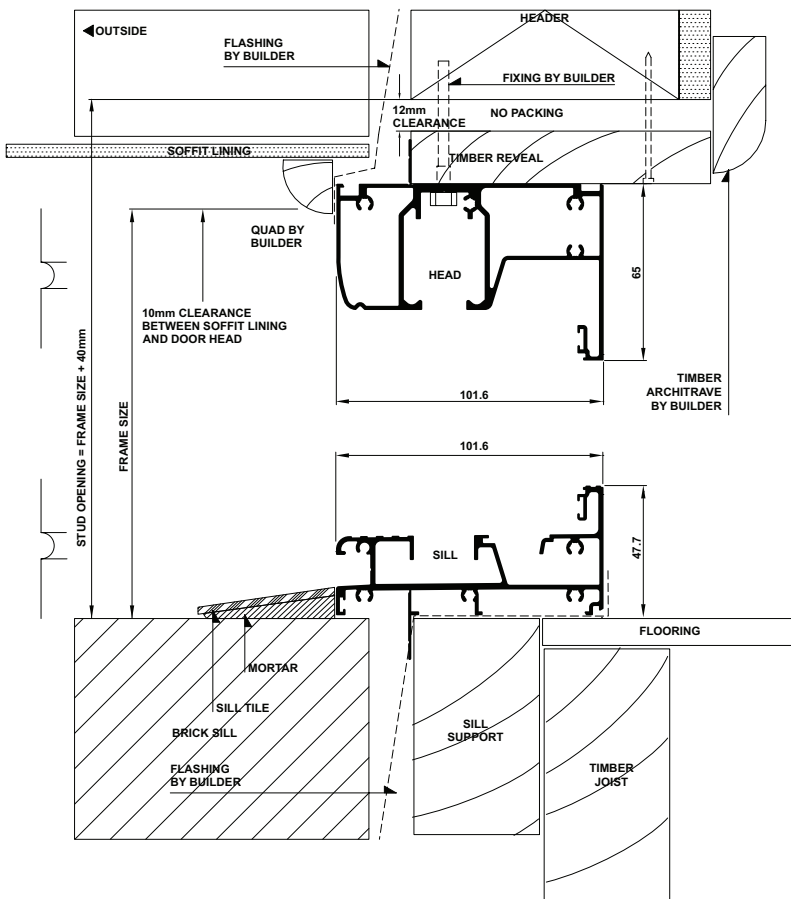 OUTSIDE
HEADER
FLASHING
BY BUILDER
FIXING BY BUILDER
12mm
CLEARANCE
NO PACKING
SOFFIT LINING
TIMBER REVEAL
QUAD BY
BUILDER
HEAD
65
10mm CLEARANCE
BETWEEN SOFFIT LINING
AND DOOR HEAD
TIMBER
ARCHITRAVE
BY BUILDER
101.6
STUD OPENING = FRAME SIZE + 40mm
FRAME SIZE
101.6
SILL
47.7
FLOORING
MORTAR
SILL TILE
BRICK SILL
SILL
SUPPORT
FLASHING
BY BUILDER
TIMBER
JOIST